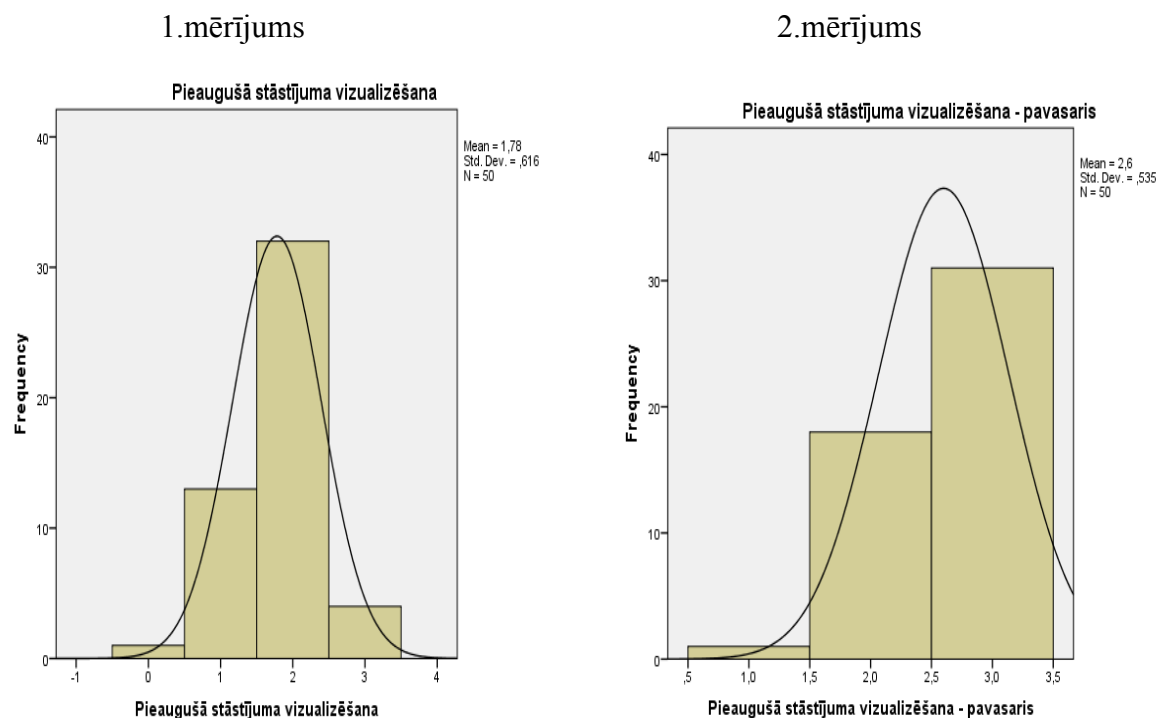 1.mērījums
Pieaugušā stāstījuma vizualizēšana
Mean = 1,78
Std. Dev. = ,616
N = 50
Frequency
40
30
20
10
0
-1 0 1 2 3 4
Pieaugušā stāstījuma vizualizēšana
2.mērījums
Pieaugušā stāstījuma vizualizēšana - pavasaris
Mean = 2,6
Std. Dev. = ,535
N = 50
Frequency
40
30
20
10
0
,5 1,0 1,5 2,0 2,5 3,0 3,5
Pieaugušā stāstījuma vizualizēšana - pavasaris